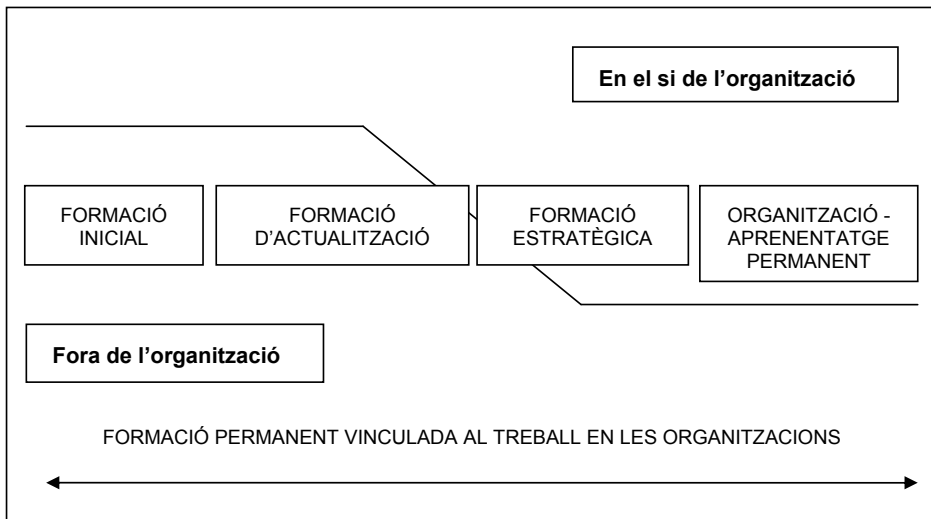 En el si de l’organització
FORMACIÓ
INICIAL
FORMACIÓ
D’ACTUALITZACIÓ
FORMACIÓ
ESTRATÈGICA
ORGANITZACIÓ -
APRENENTATGE
PERMANENT
Fora de l’organització
FORMACIÓ PERMANENT VINCULADA AL TREBALL EN LES ORGANITZACIONS